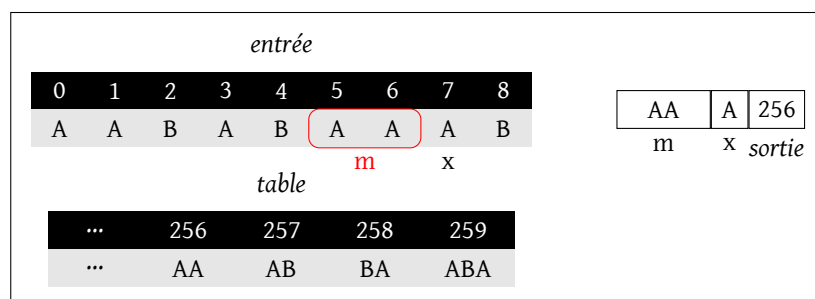 entrée
0 1 2 3 4 5 6 7 8
A A B A B A A A B
m x
table
... 256 257 258 259
... AA AB BA ABA
AA A 256
m x sortie